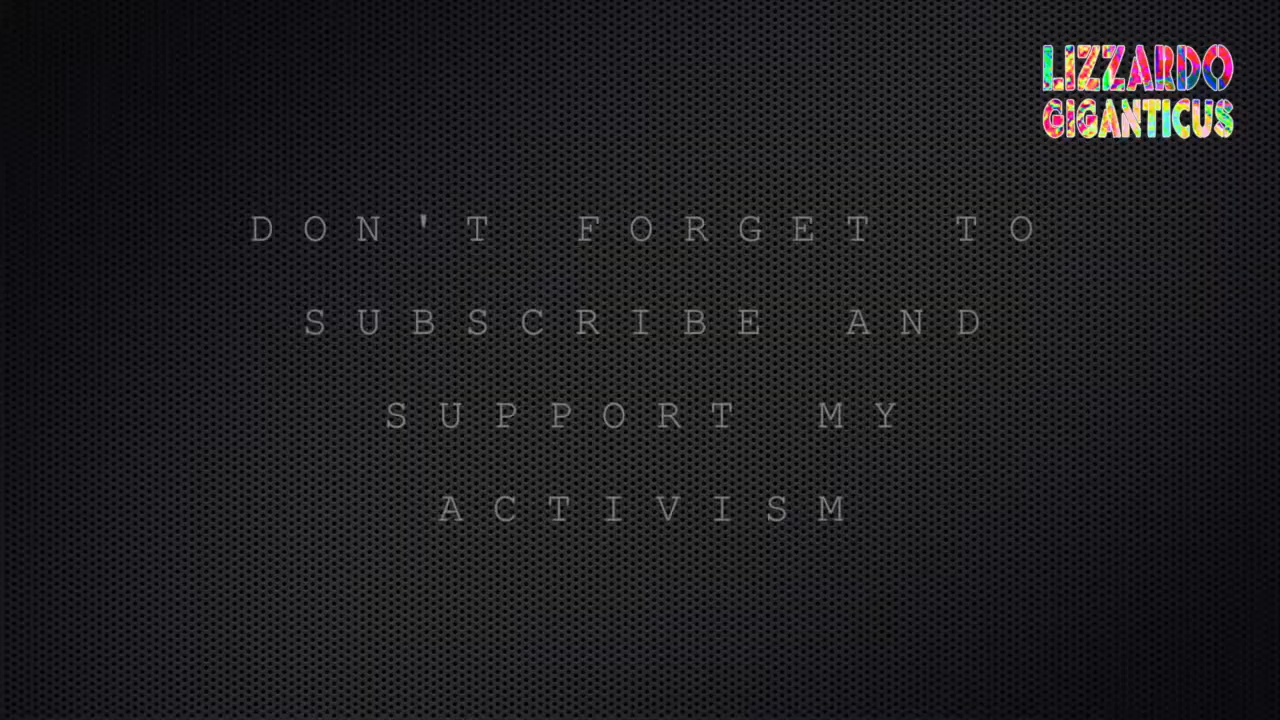 LIZZARDO
GIGANTICUS
DON'T FORGET TO
SUBSCRIBE AND
SUPPORT MY
ACTIVISM